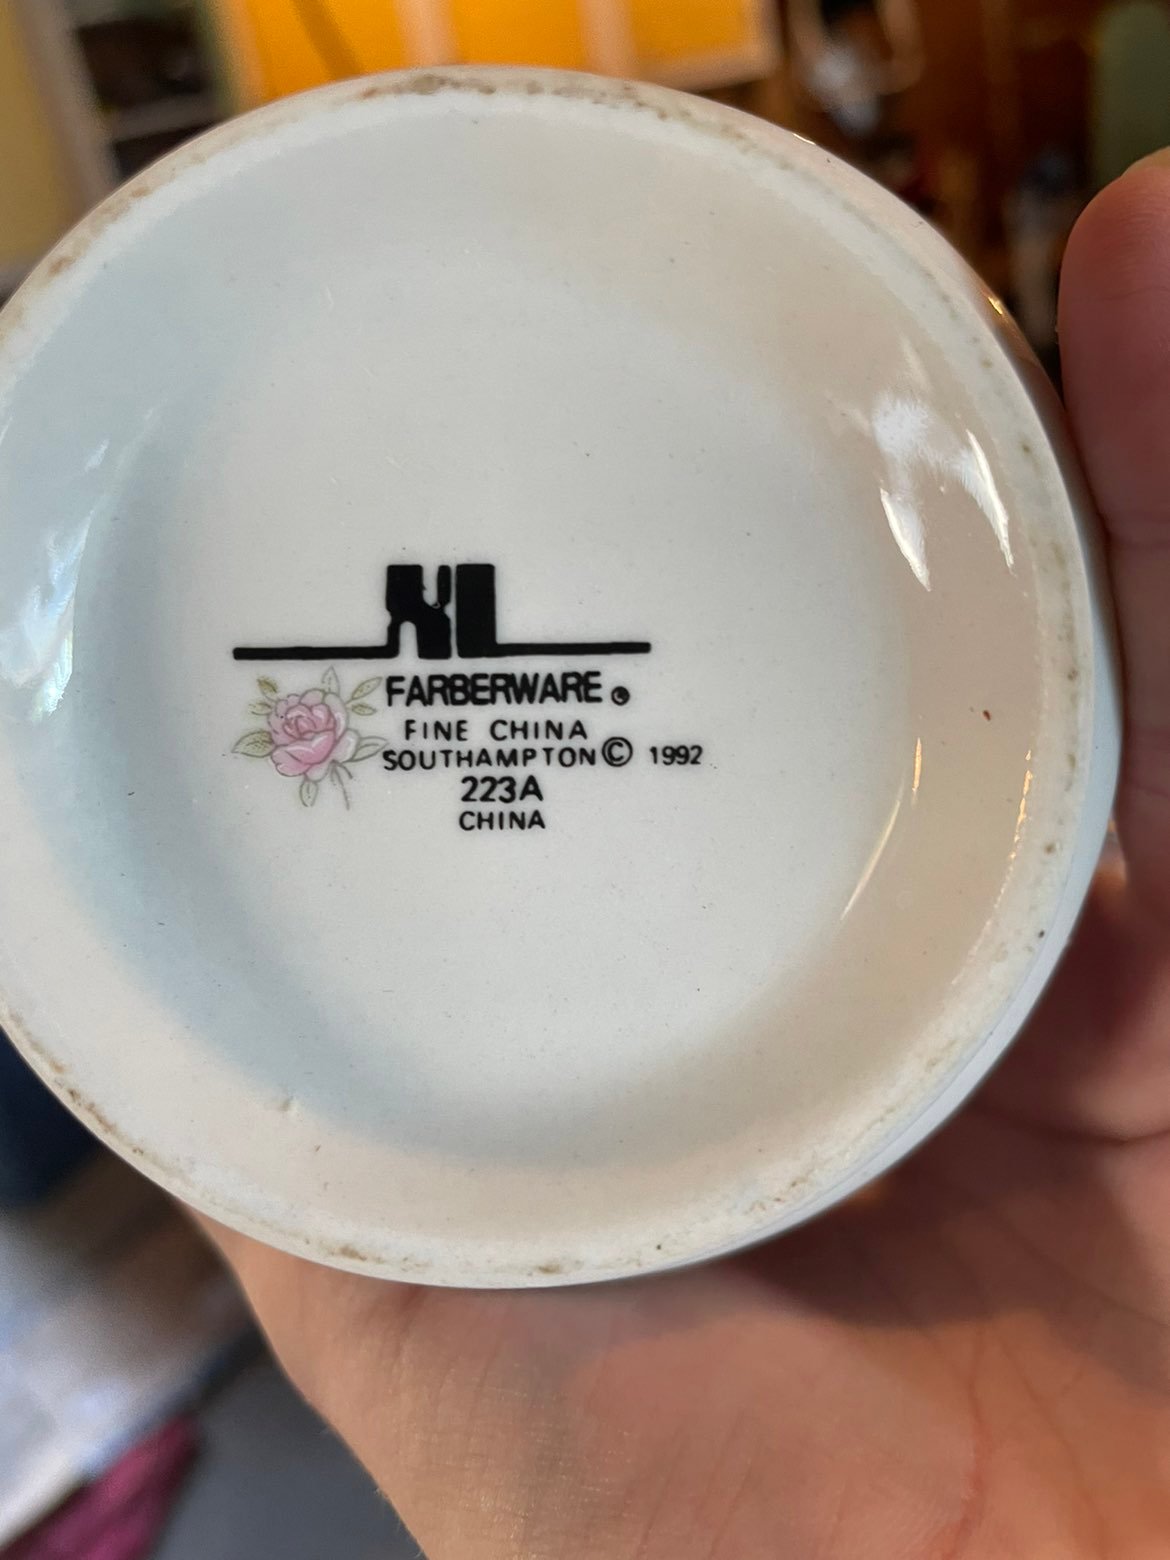 XL
FARBERWARE ®
FINE CHINA
SOUTHAMPTON © 1992
223A
CHINA